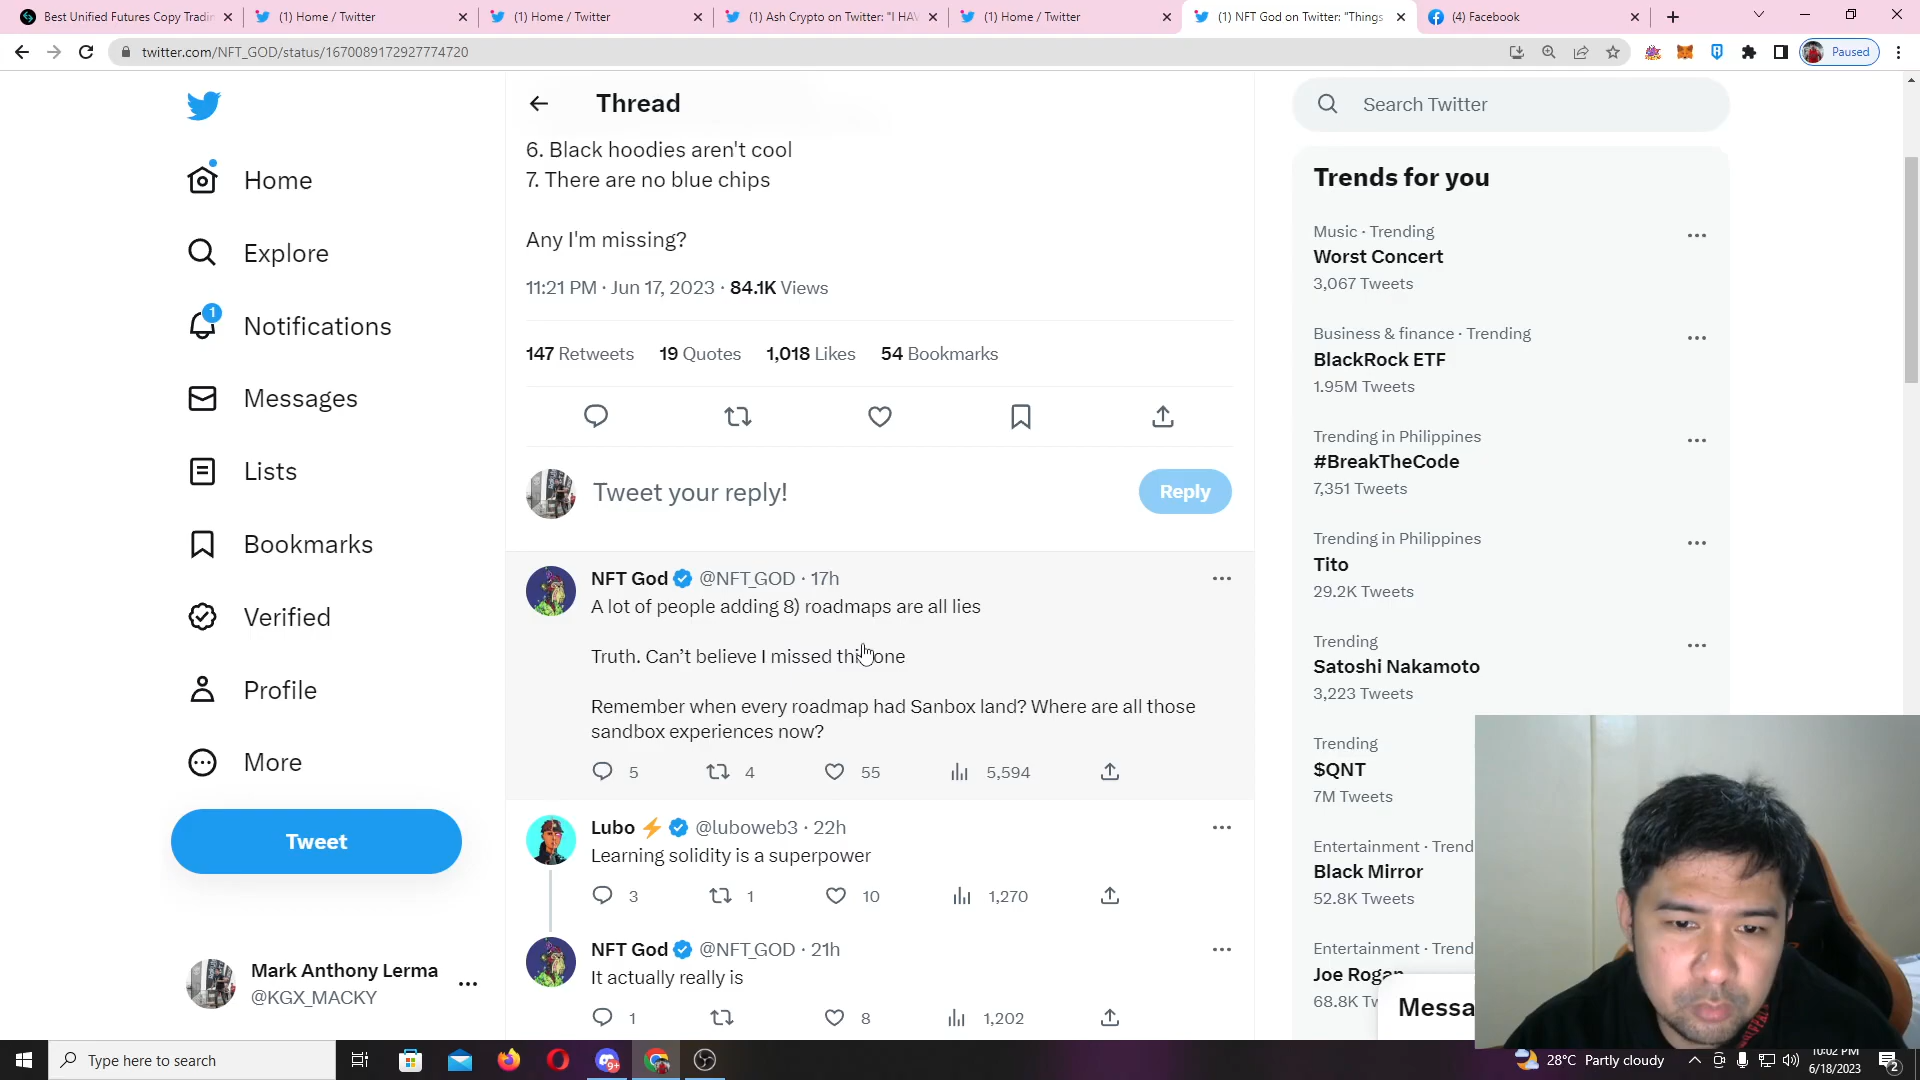 Best Unified Futures Copy Tradin
(1) Home / Twitter
(1) Home / Twitter
(1) Ash Crypto on Twitter: "I HAV
(1) Home / Twitter
(1) NFT God on Twitter: "Things
(4) Facebook
twitter.com/NFT_GOD/status/1670089172927774720
Paused
Home
Explore
1
Notifications
Messages
Lists
Bookmarks
Verified
Profile
More
Tweet
Mark Anthony Lerma
@KGX_MACKY
Thread
6. Black hoodies aren't cool
7. There are no blue chips
Any I'm missing?
11:21 PM · Jun 17, 2023 · 84.1K Views
147 Retweets 19 Quotes 1,018 Likes 54 Bookmarks
Tweet your reply!
Reply
NFT God @NFT_GOD · 17h
A lot of people adding 8) roadmaps are all lies
Truth. Can’t believe I missed this one
Remember when every roadmap had Sanbox land? Where are all those
sandbox experiences now?
5 4 55 5,594
Lubo @luboweb3 · 22h
Learning solidity is a superpower
3 1 10 1,270
NFT God @NFT_GOD · 21h
It actually really is
1 8 1,202
Search Twitter
Trends for you
Music · Trending
Worst Concert
3,067 Tweets
Business & finance · Trending
BlackRock ETF
1.95M Tweets
Trending in Philippines
#BreakTheCode
7,351 Tweets
Trending in Philippines
Tito
29.2K Tweets
Trending
Satoshi Nakamoto
3,223 Tweets
Trending
$QNT
7M Tweets
Entertainment · Trend
Black Mirror
52.8K Tweets
Entertainment · Trend
Joe Rogan
68.8K Tw
Messa
Type here to search
9+
28°C Partly cloudy
10:02 PM
6/18/2023
2